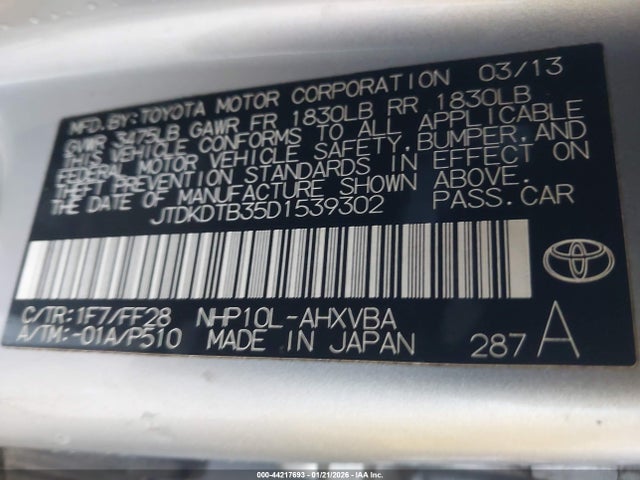 MFD.BY:TOYOTA MOTOR CORPORATION 03/13
GVWR 3475LB GAWR FR 1830LB RR 1830LB
THIS VEHICLE CONFORMS TO ALL APPLICABLE
FEDERAL MOTOR VEHICLE SAFETY,BUMPER,AND
THEFT PREVENTION STANDARDS IN EFFECT ON
THE DATE OF MANUFACTURE SHOWN ABOVE.
JTDKDTB35D1539302 PASS.CAR
C/TR:1F7/FF28 NHP10L-AHXVBA
A/TM:-01A/P510 MADE IN JAPAN 287 A
000-44217693 - 01/21/2026 - IAA Inc.